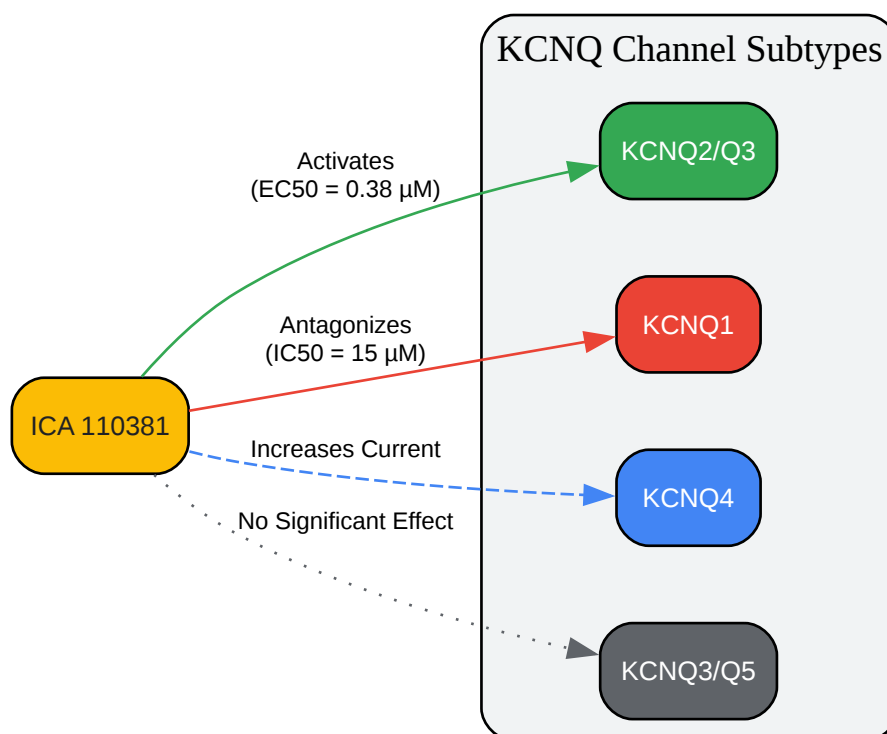 KCNQ Channel Subtypes
KCNQ2/Q3
Activates
(EC50 = 0.38 µM)
Antagonizes
(IC50 = 15 µM)
KCNQ1
ICA 110381
Increases Current
KCNQ4
No Significant Effect
KCNQ3/Q5